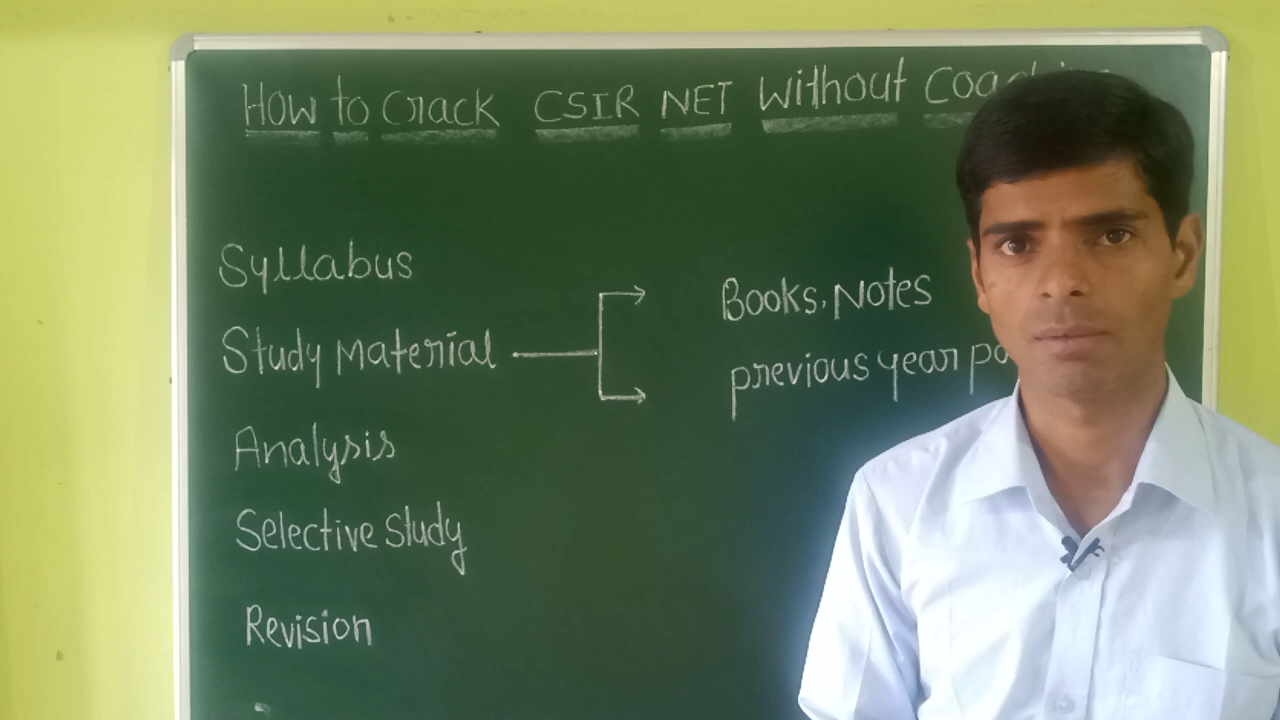 How to Crack CSIR NET Without
Syllabus
Study Material
Books, Notes
previous year
Analysis
Selective Study
Revision